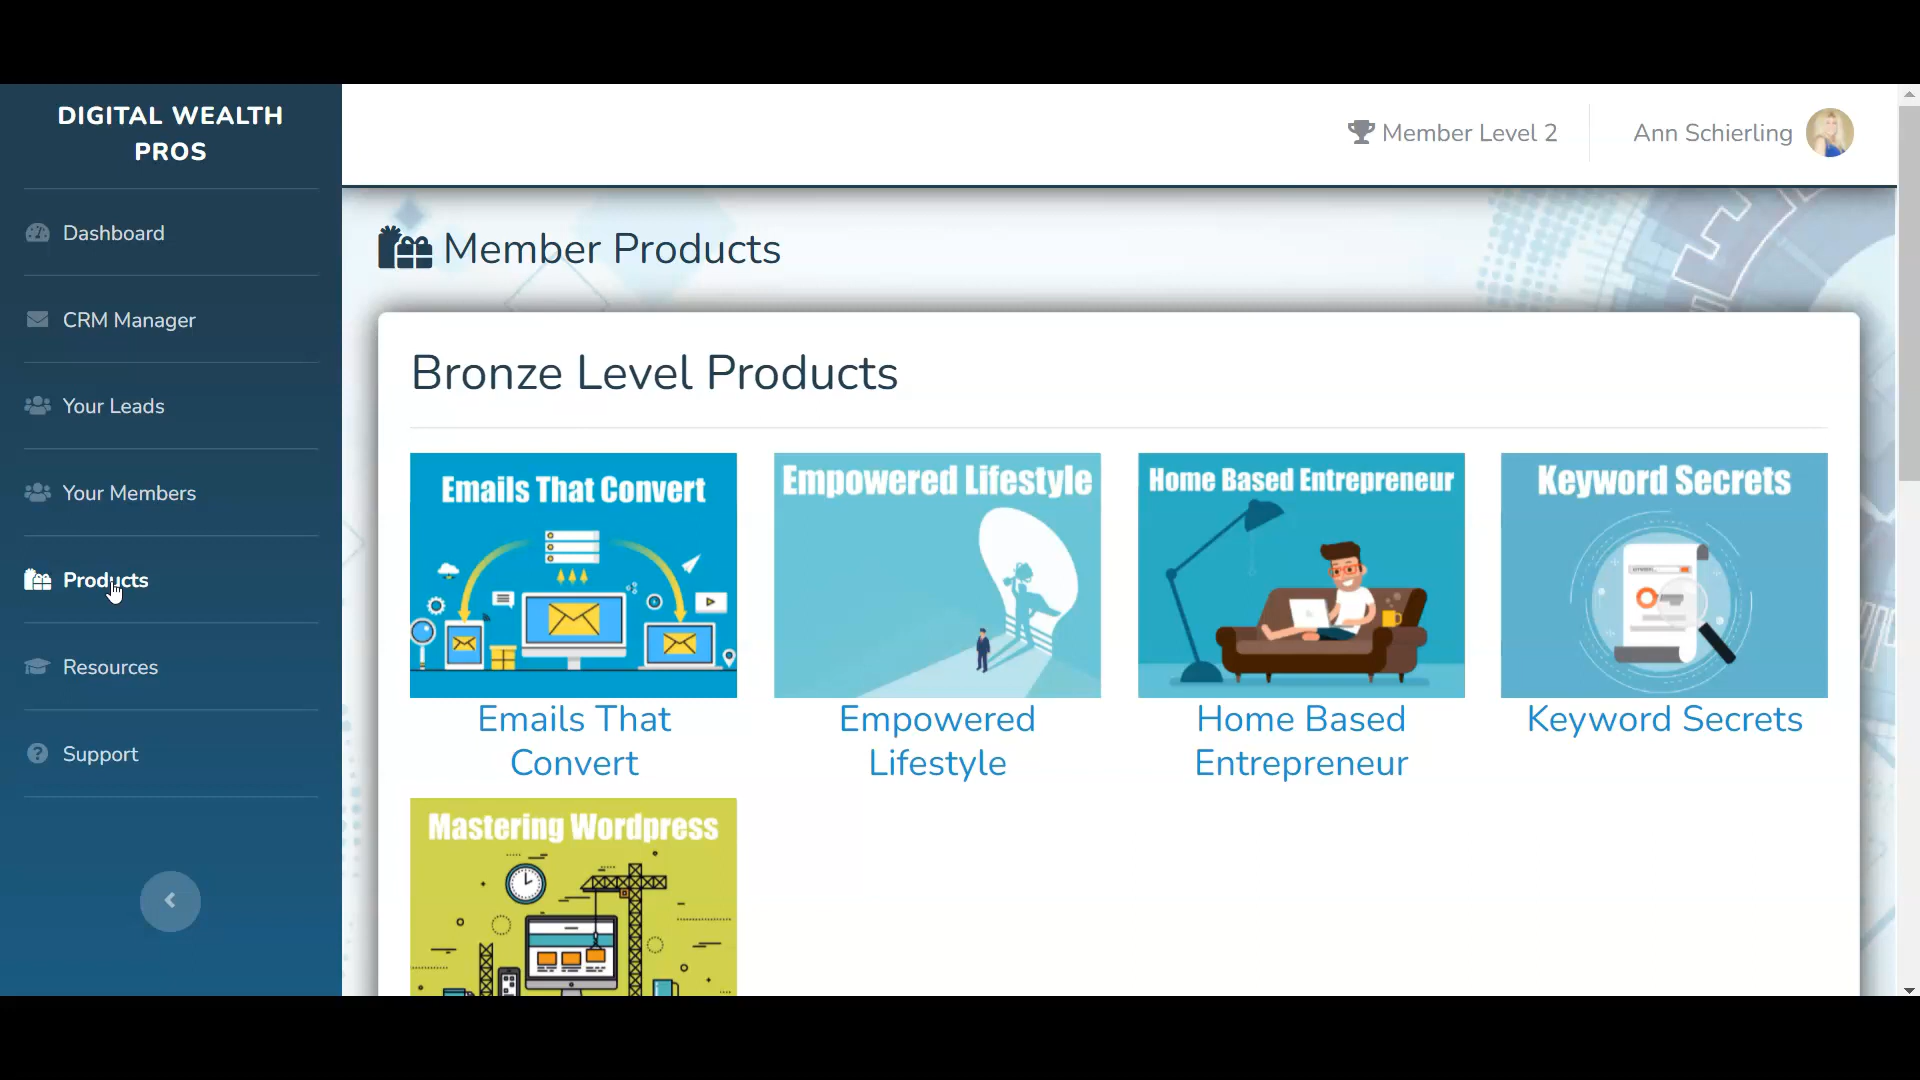 DIGITAL WEALTH
PROS
Dashboard
CRM Manager
Your Leads
Your Members
Products
Resources
Support
Member Level 2
Ann Schierling
Member Products
Bronze Level Products
Emails That Convert
Empowered Lifestyle
Home Based Entrepreneur
Keyword Secrets
Emails That
Convert
Empowered
Lifestyle
Home Based
Entrepreneur
Keyword Secrets
Mastering Wordpress